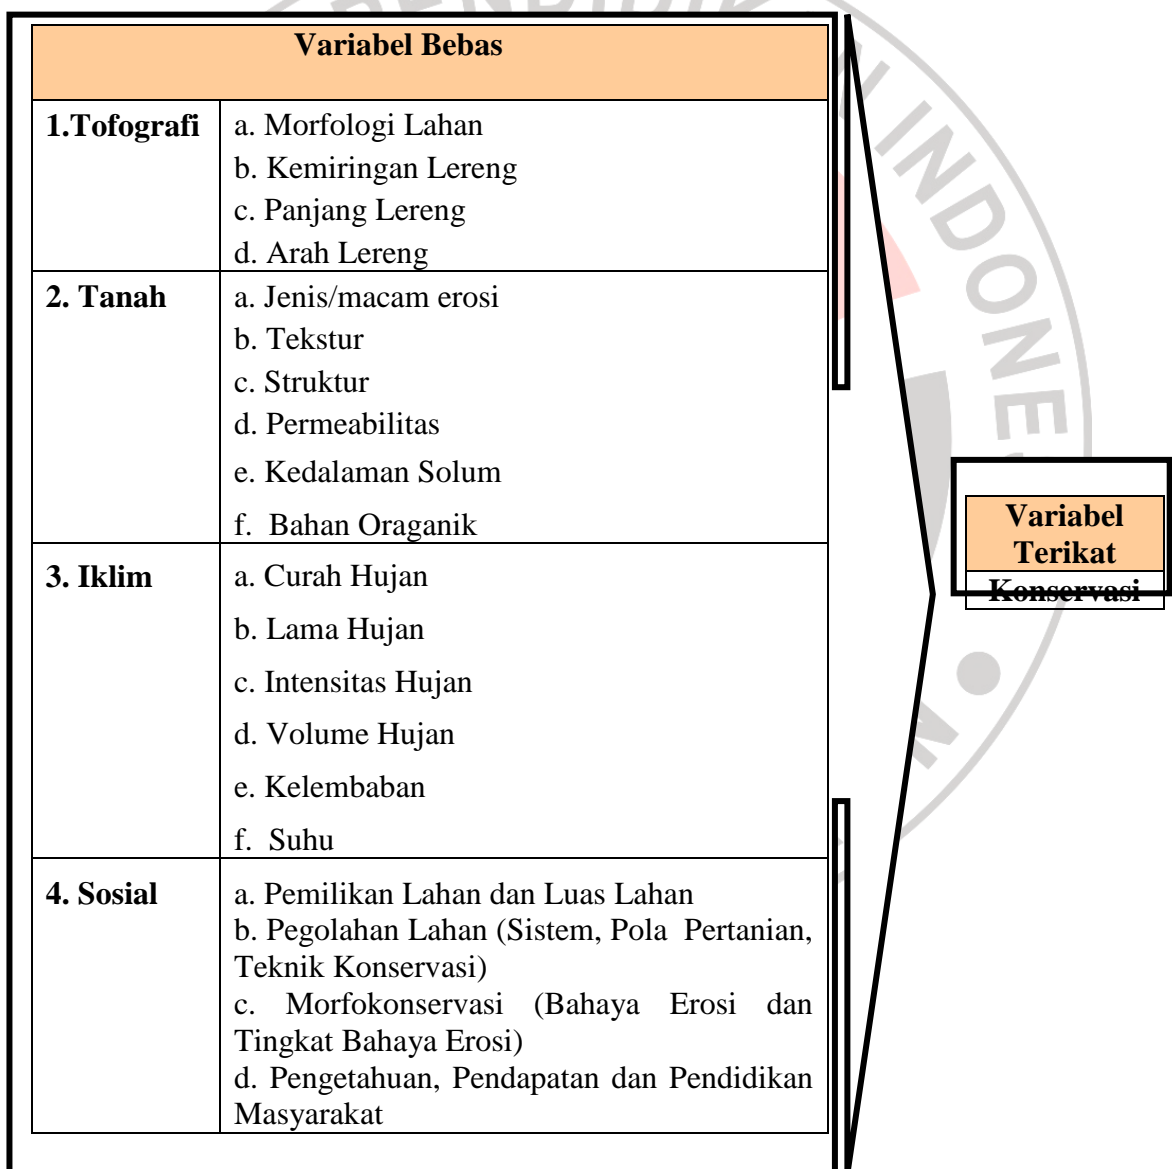 PENDIDIK
N INDONE
Variabel Bebas
1.Tofografi
a. Morfologi Lahan
b. Kemiringan Lereng
c. Panjang Lereng
d. Arah Lereng
2. Tanah
a. Jenis/macam erosi
b. Tekstur
c. Struktur
d. Permeabilitas
e. Kedalaman Solum
f. Bahan Oraganik
3. Iklim
a. Curah Hujan
b. Lama Hujan
c. Intensitas Hujan
d. Volume Hujan
e. Kelembaban
f. Suhu
4. Sosial
a. Pemilikan Lahan dan Luas Lahan
b. Pegolahan Lahan (Sistem, Pola Pertanian,
Teknik Konservasi)
c. Morfokonservasi (Bahaya Erosi dan
Tingkat Bahaya Erosi)
d. Pengetahuan, Pendapatan dan Pendidikan
Masyarakat
Variabel
Terikat
Konservasi